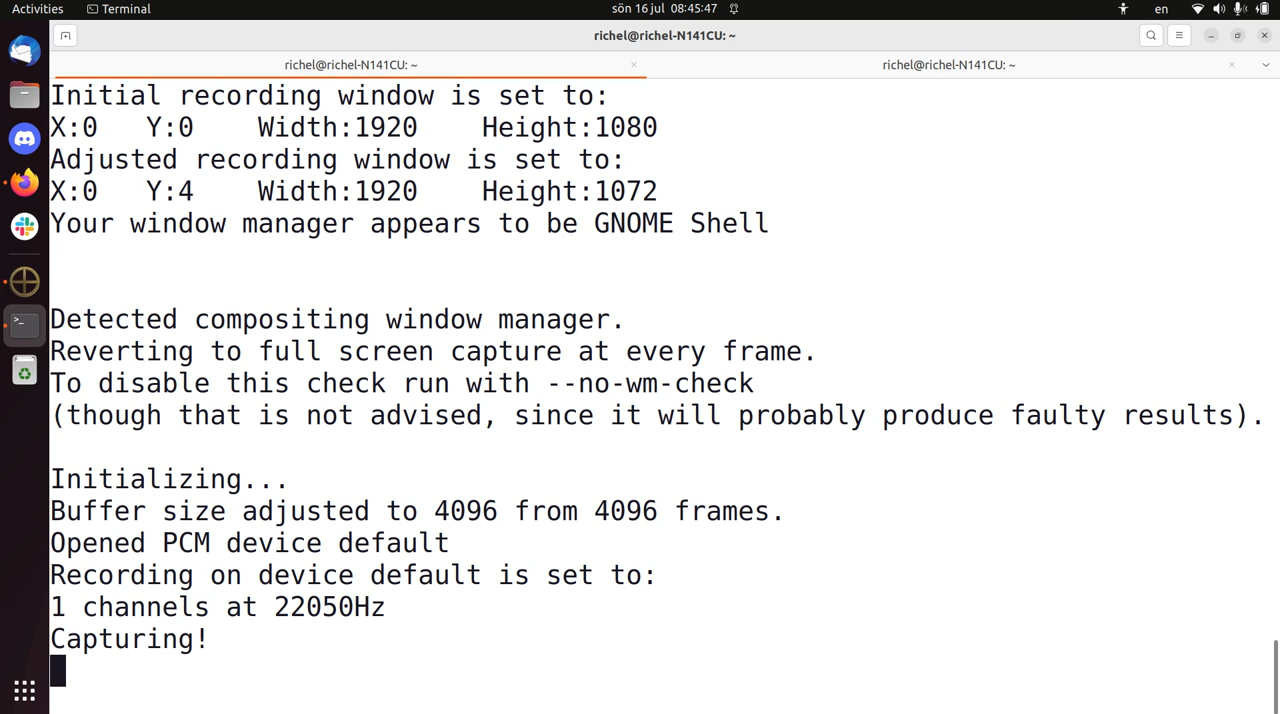 Activities Terminal sön 16 jul 08:45:47 en
richel@richel-N141CU: ~
richel@richel-N141CU: ~ richel@richel-N141CU: ~
Initial recording window is set to:
X:0   Y:0    Width:1920    Height:1080
Adjusted recording window is set to:
X:0   Y:4    Width:1920    Height:1072
Your window manager appears to be GNOME Shell
Detected compositing window manager.
Reverting to full screen capture at every frame.
To disable this check run with --no-wm-check
(though that is not advised, since it will probably produce faulty results).
Initializing...
Buffer size adjusted to 4096 from 4096 frames.
Opened PCM device default
Recording on device default is set to:
1 channels at 22050Hz
Capturing!